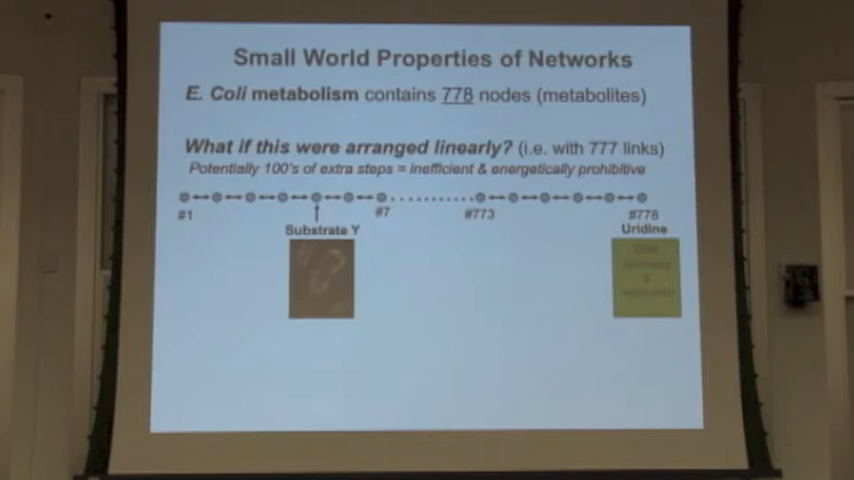 Small World Properties of Networks
E. Coli metabolism contains 778 nodes (metabolites)
What if this were arranged linearly? (i.e. with 777 links)
Potentially 100's of extra steps = inefficient & energetically prohibitive
#1 #7 #773 #778
Substrate Y Uridine